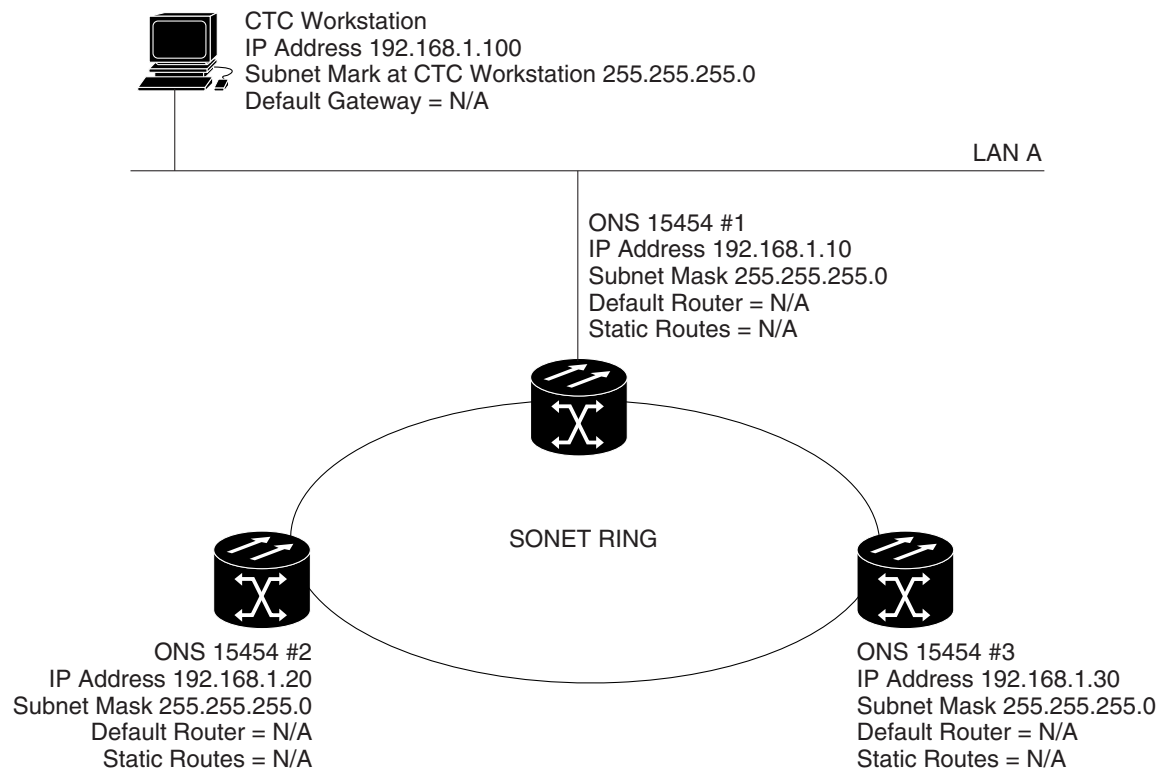 CTC Workstation
IP Address 192.168.1.100
Subnet Mark at CTC Workstation 255.255.255.0
Default Gateway = N/A
LAN A
ONS 15454 #1
IP Address 192.168.1.10
Subnet Mask 255.255.255.0
Default Router = N/A
Static Routes = N/A
SONET RING
ONS 15454 #2
IP Address 192.168.1.20
Subnet Mask 255.255.255.0
Default Router = N/A
Static Routes = N/A
ONS 15454 #3
IP Address 192.168.1.30
Subnet Mask 255.255.255.0
Default Router = N/A
Static Routes = N/A